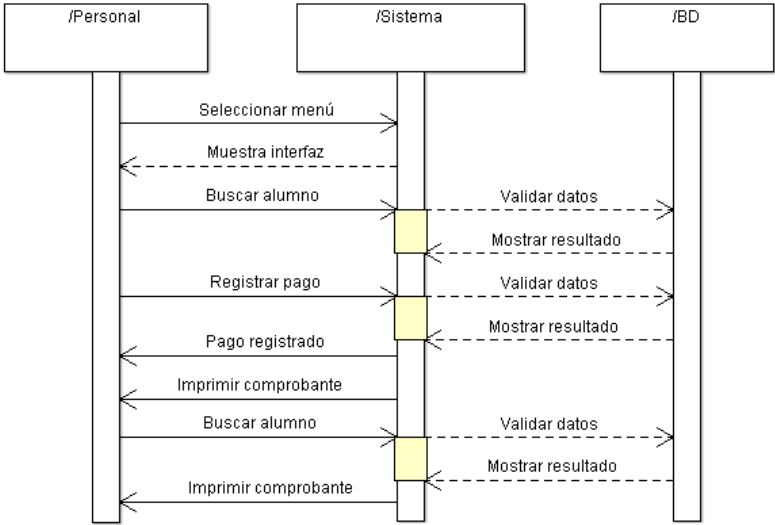 /Personal
/Sistema
/BD
Seleccionar menú
Muestra interfaz
Buscar alumno
Validar datos
Mostrar resultado
Registrar pago
Validar datos
Mostrar resultado
Pago registrado
Imprimir comprobante
Buscar alumno
Validar datos
Mostrar resultado
Imprimir comprobante